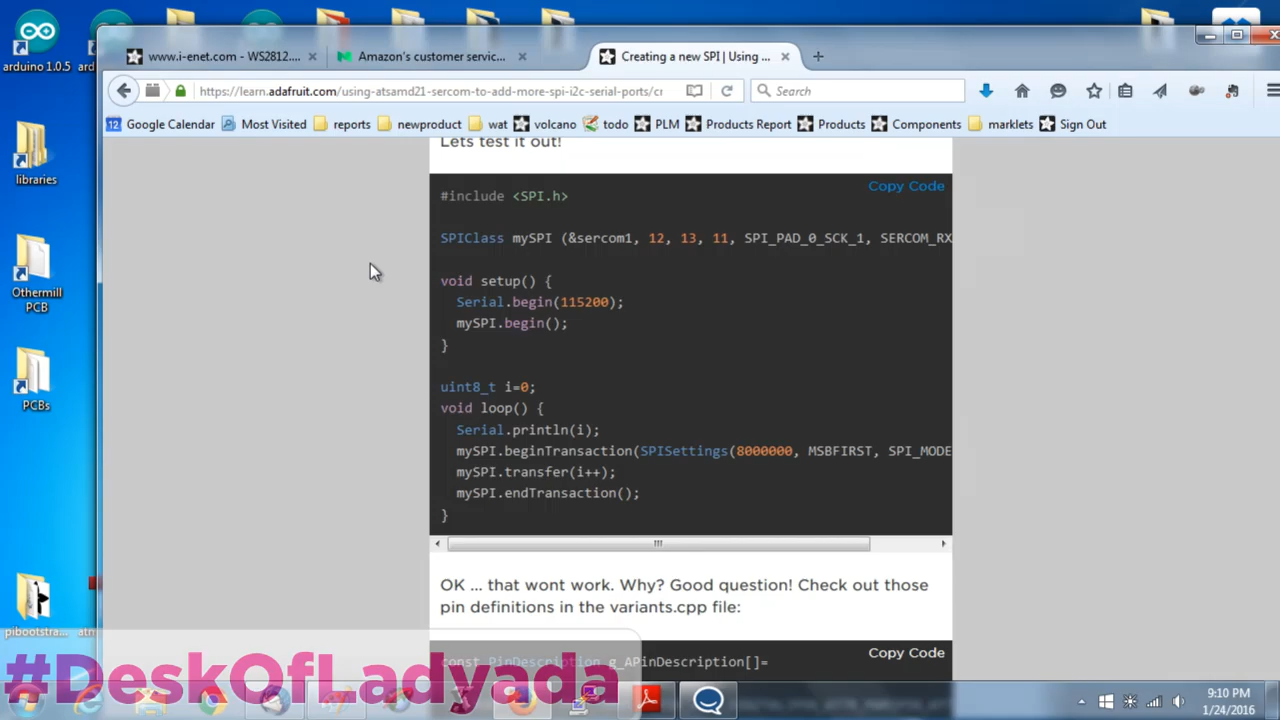 arduino 1.0.5
libraries
Othermill
PCB
PCBs
pibootstra...
www.i-enet.com - WS2812....
Amazon's customer servic...
Creating a new SPI | Using ...
https://learn.adafruit.com/using-atsamd21-sercom-to-add-more-spi-i2c-serial-ports/cr
Search
12 Google Calendar
Most Visited
reports
newproduct
wat
volcano
todo
PLM
Products Report
Products
Components
marklets
Sign Out
Lets test it out!
Copy Code
#include <SPI.h>
SPIClass mySPI (&sercom1, 12, 13, 11, SPI_PAD_0_SCK_1, SERCOM_RX
void setup() {
Serial.begin(115200);
mySPI.begin();
}
uint8_t i=0;
void loop() {
Serial.println(i);
mySPI.beginTransaction(SPISettings(8000000, MSBFIRST, SPI_MODE
mySPI.transfer(i++);
mySPI.endTransaction();
}
OK ... that wont work. Why? Good question! Check out those
pin definitions in the variants.cpp file:
Copy Code
const PinDescription g_APinDescription[]=
#DeskOfLadyada
9:10 PM
1/24/2016